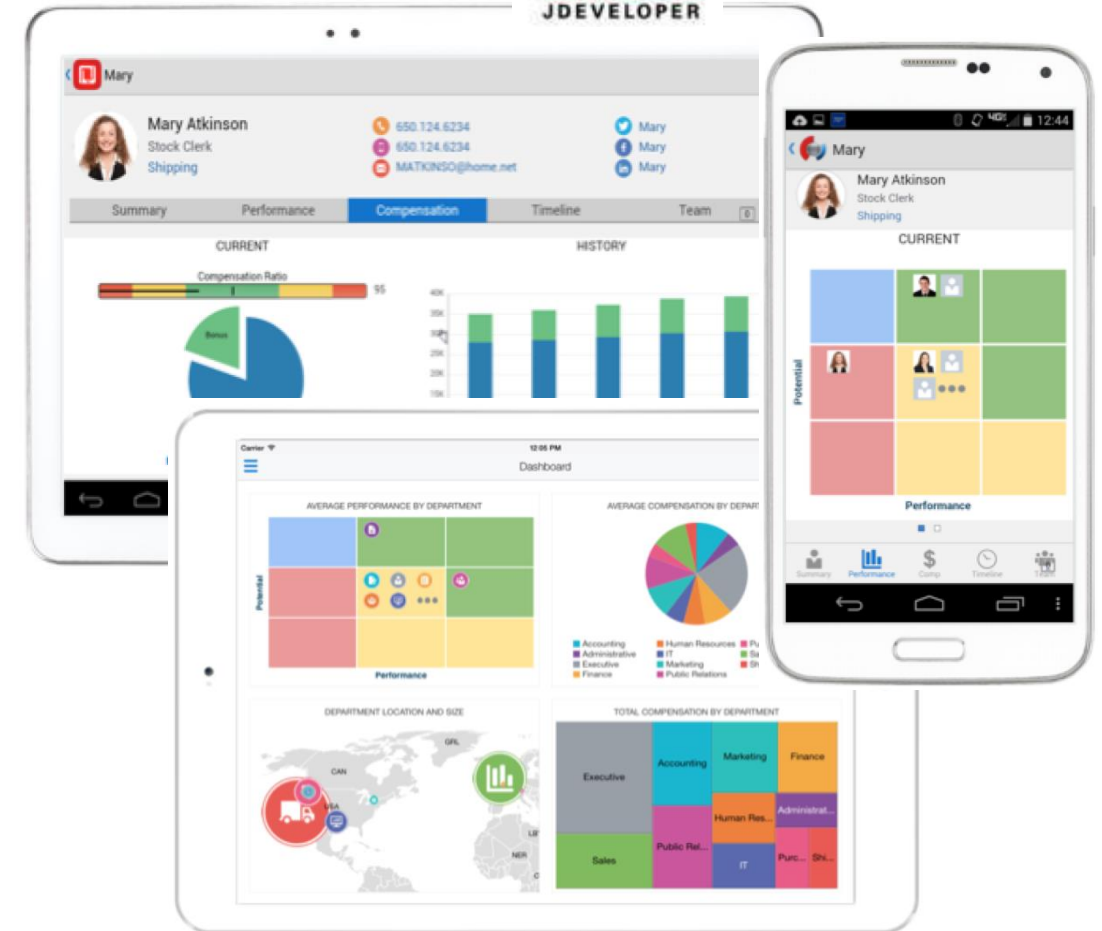 JDEVELOPER
Mary
Mary Atkinson
Stock Clerk
Shipping
650.124.6234
650.124.6234
MATKINSO@home.net
Mary
Mary
Mary
Summary Performance Compensation Timeline Team
CURRENT
Compensation Ratio
95
Bonus
HISTORY
40K
35K
30K
25K
20K
15K
12:44
Mary
Mary Atkinson
Stock Clerk
Shipping
CURRENT
Potential
Performance
Summary Performance Comp Timeline Team
Carrier 12:05 PM
Dashboard
AVERAGE PERFORMANCE BY DEPARTMENT
Potential
Performance
AVERAGE COMPENSATION BY DEPART
Accounting Human Resources Pu
Administrative IT Sa
Executive Marketing Sh
Finance Public Relations
DEPARTMENT LOCATION AND SIZE
GRL
CAN
USA
NER
TOTAL COMPENSATION BY DEPARTMENT
Executive
Sales
Accounting
Public Rel...
Marketing
Human Res...
IT
Finance
Administrat...
Purc... Shi...